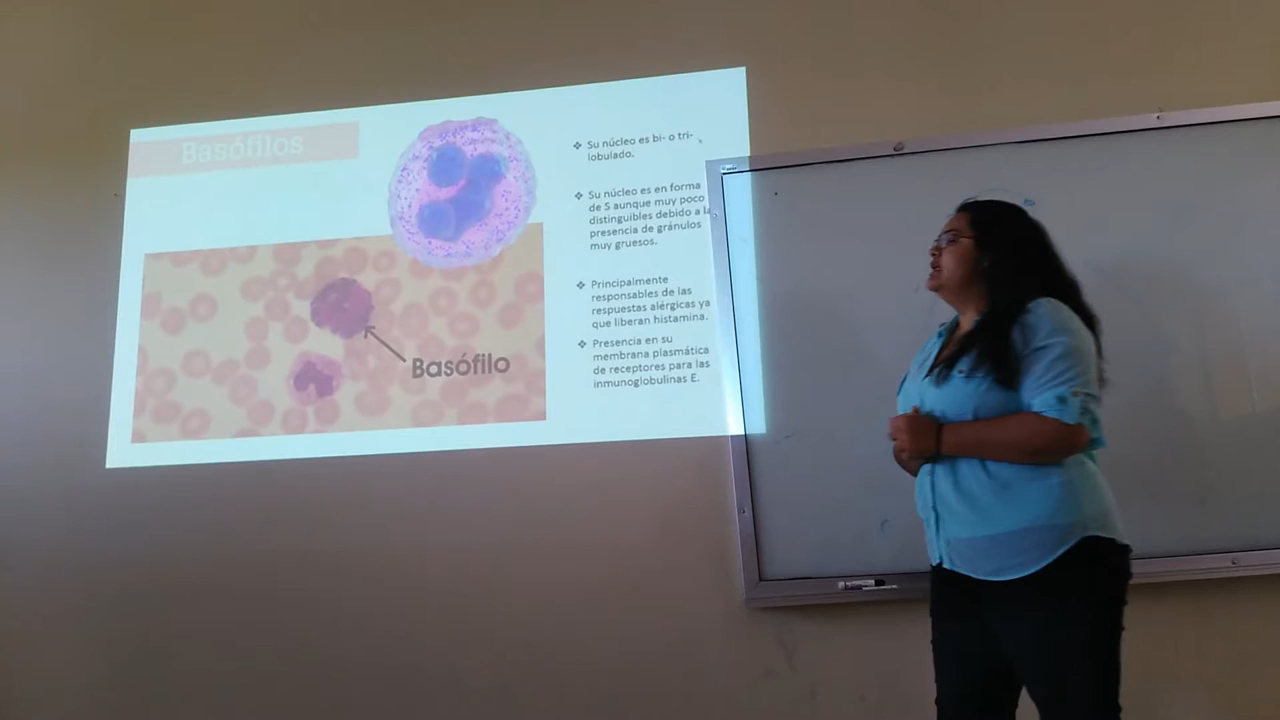 Basófilos
Su núcleo es bi- o tri-
lobulado.
Su núcleo es en forma
de S aunque muy poco
distinguibles debido a la
presencia de gránulos
muy gruesos.
Principalmente
responsables de las
respuestas alérgicas ya
que liberan histamina.
Presencia en su
membrana plasmática
de receptores para las
inmunoglobulinas E.
Basófilo